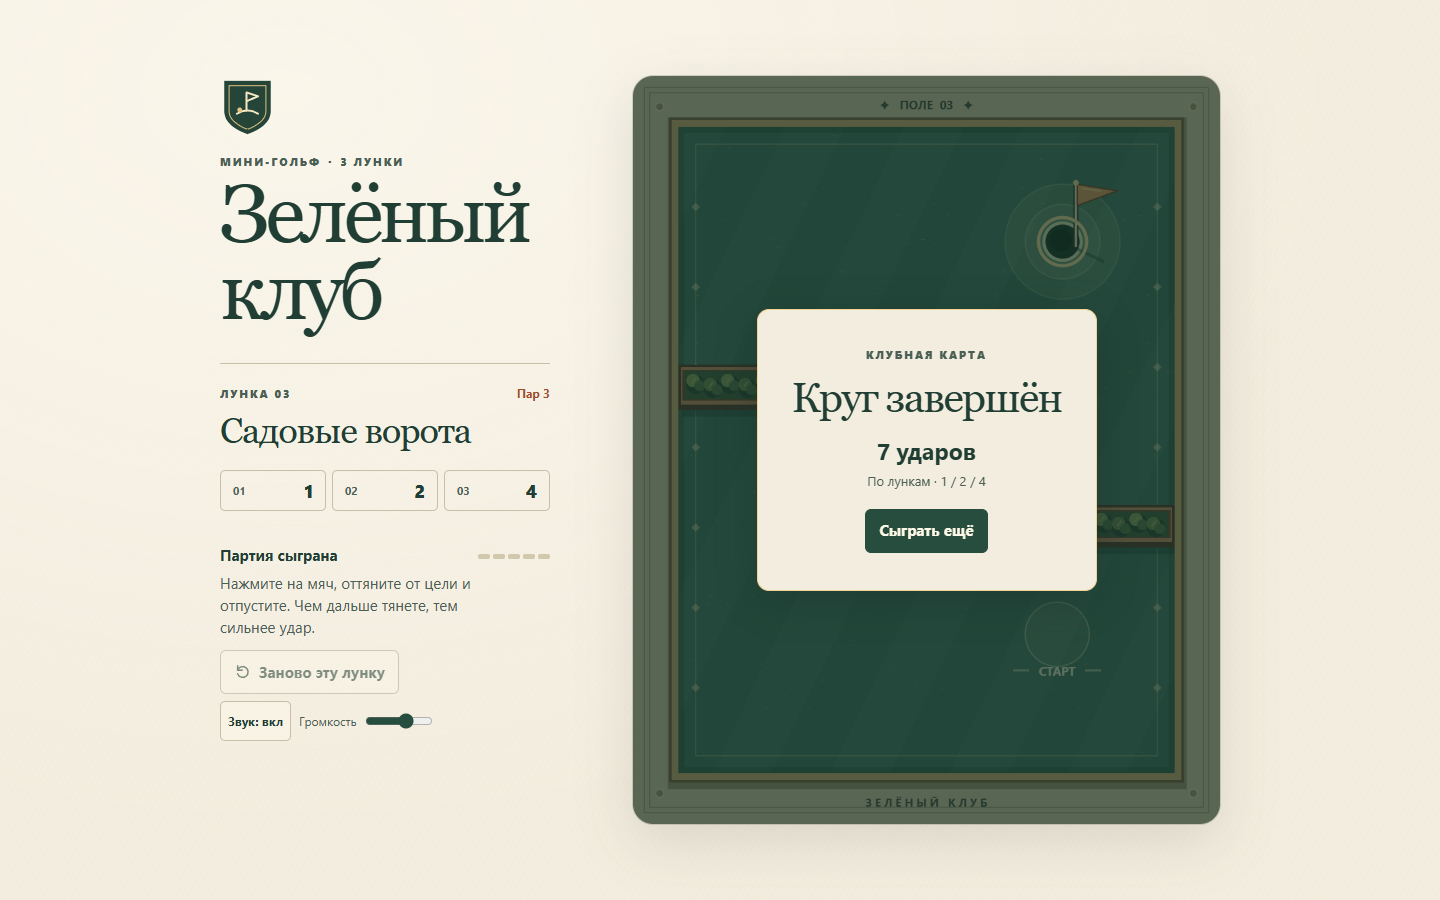 МИНИ-ГОЛЬФ · 3 ЛУНКИ
Зелёный
клуб
ЛУНКА 03
Пар 3
Садовые ворота
01 1
02 2
03 4
Партия сыграна
Нажмите на мяч, оттяните от цели и
отпустите. Чем дальше тянете, тем
сильнее удар.
Заново эту лунку
Звук: вкл
Громкость
ПОЛЕ 03
КЛУБНАЯ КАРТА
Круг завершён
7 ударов
По лункам · 1 / 2 / 4
Сыграть ещё
СТАРТ
ЗЕЛЁНЫЙ КЛУБ